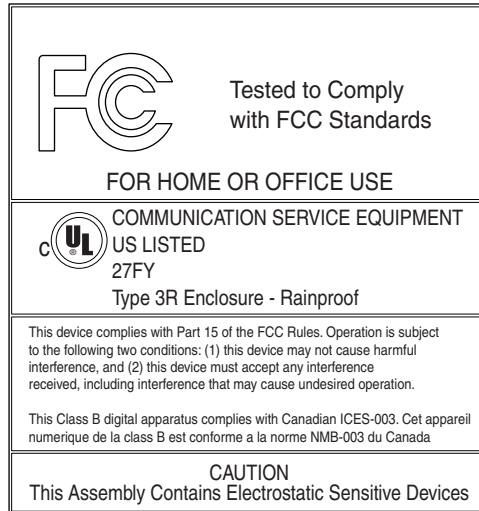 FCC
Tested to Comply
with FCC Standards
FOR HOME OR OFFICE USE
COMMUNICATION SERVICE EQUIPMENT
C UL ® US LISTED
27FY
Type 3R Enclosure - Rainproof
This device complies with Part 15 of the FCC Rules. Operation is subject
to the following two conditions: (1) this device may not cause harmful
interference, and (2) this device must accept any interference
received, including interference that may cause undesired operation.
This Class B digital apparatus complies with Canadian ICES-003. Cet appareil
numerique de la class B est conforme a la norme NMB-003 du Canada
CAUTION
This Assembly Contains Electrostatic Sensitive Devices